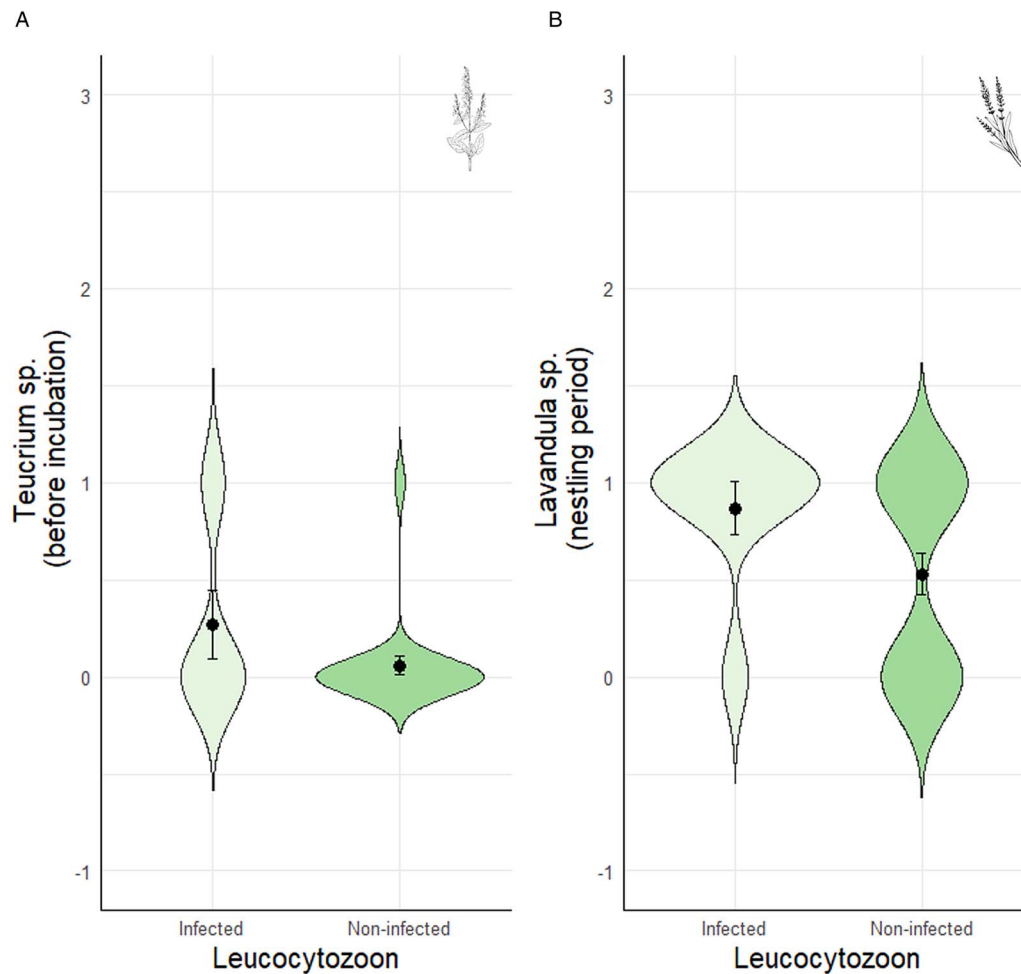 A
3
2
1
0
-1
Teucrium sp.
(before incubation)
Infected
Non-infected
Leucocytozoon
B
3
2
1
0
-1
Lavandula sp.
(nestling period)
Infected
Non-infected
Leucocytozoon